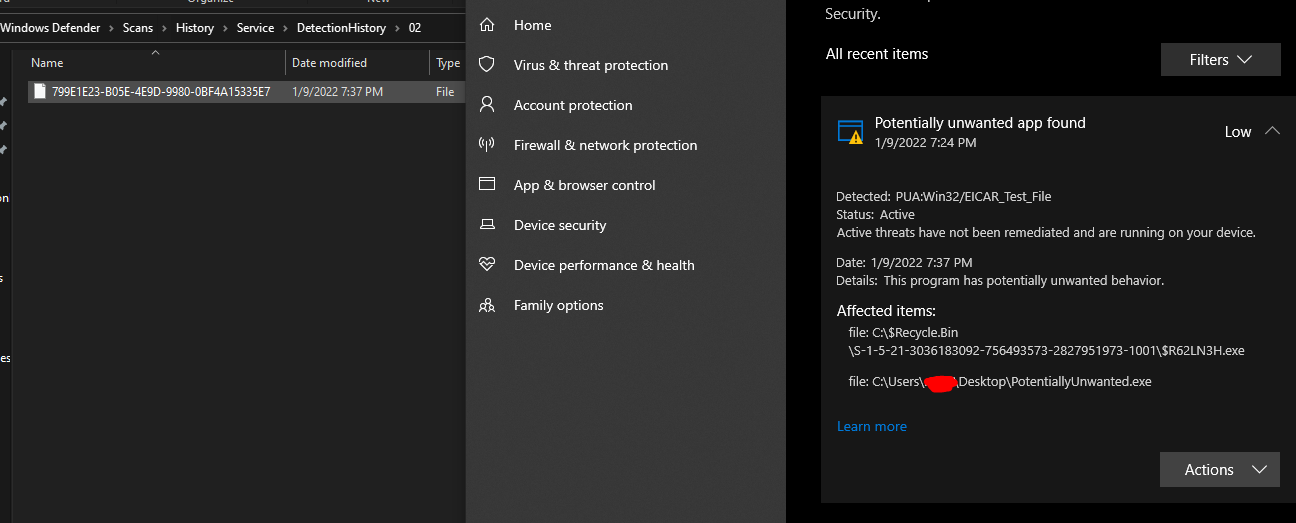 Organize
New
Windows Defender > Scans > History > Service > DetectionHistory > 02
Name
Date modified
Type
799E1E23-B05E-4E9D-9980-0BF4A15335E7
1/9/2022 7:37 PM
File
Home
Virus & threat protection
Account protection
Firewall & network protection
App & browser control
Device security
Device performance & health
Family options
Security.
All recent items
Filters
Potentially unwanted app found
1/9/2022 7:24 PM
Low
Detected: PUA:Win32/EICAR_Test_File
Status: Active
Active threats have not been remediated and are running on your device.
Date: 1/9/2022 7:37 PM
Details: This program has potentially unwanted behavior.
Affected items:
file: C:\$Recycle.Bin
\S-1-5-21-3036183092-756493573-2827951973-1001\$R62LN3H.exe
file: C:\Users\ \Desktop\PotentiallyUnwanted.exe
Learn more
Actions